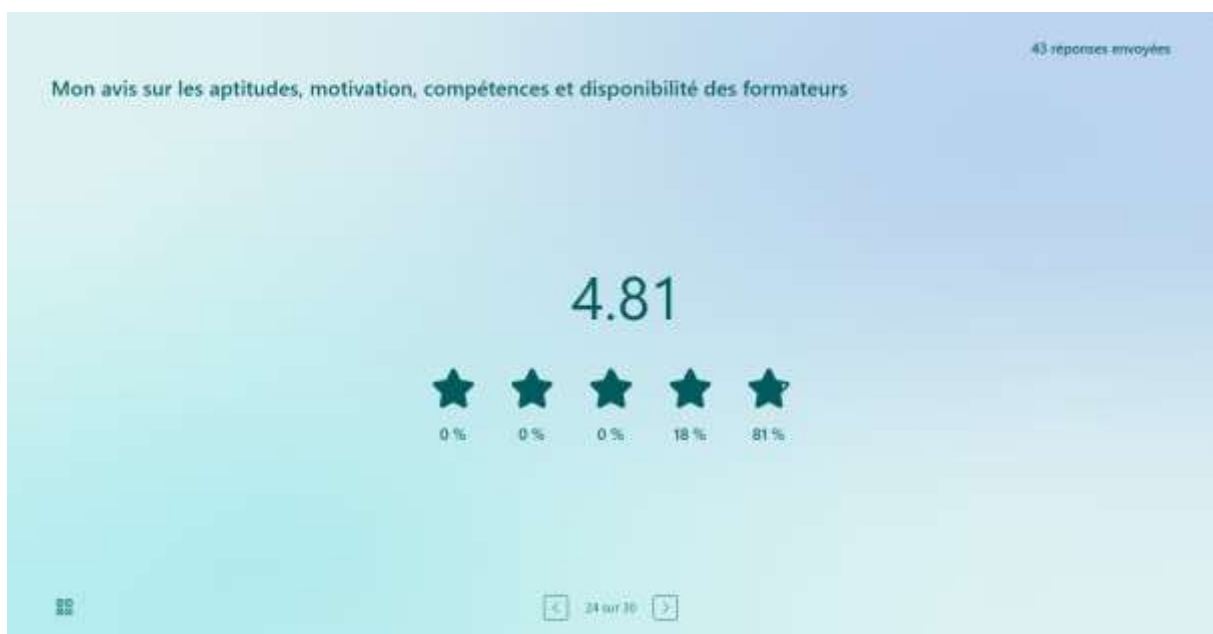 43 réponses envoyées
Mon avis sur les aptitudes, motivation, compétences et disponibilité des formateurs
4.81
0 % 0 % 0 % 18 % 81 %
24 sur 30